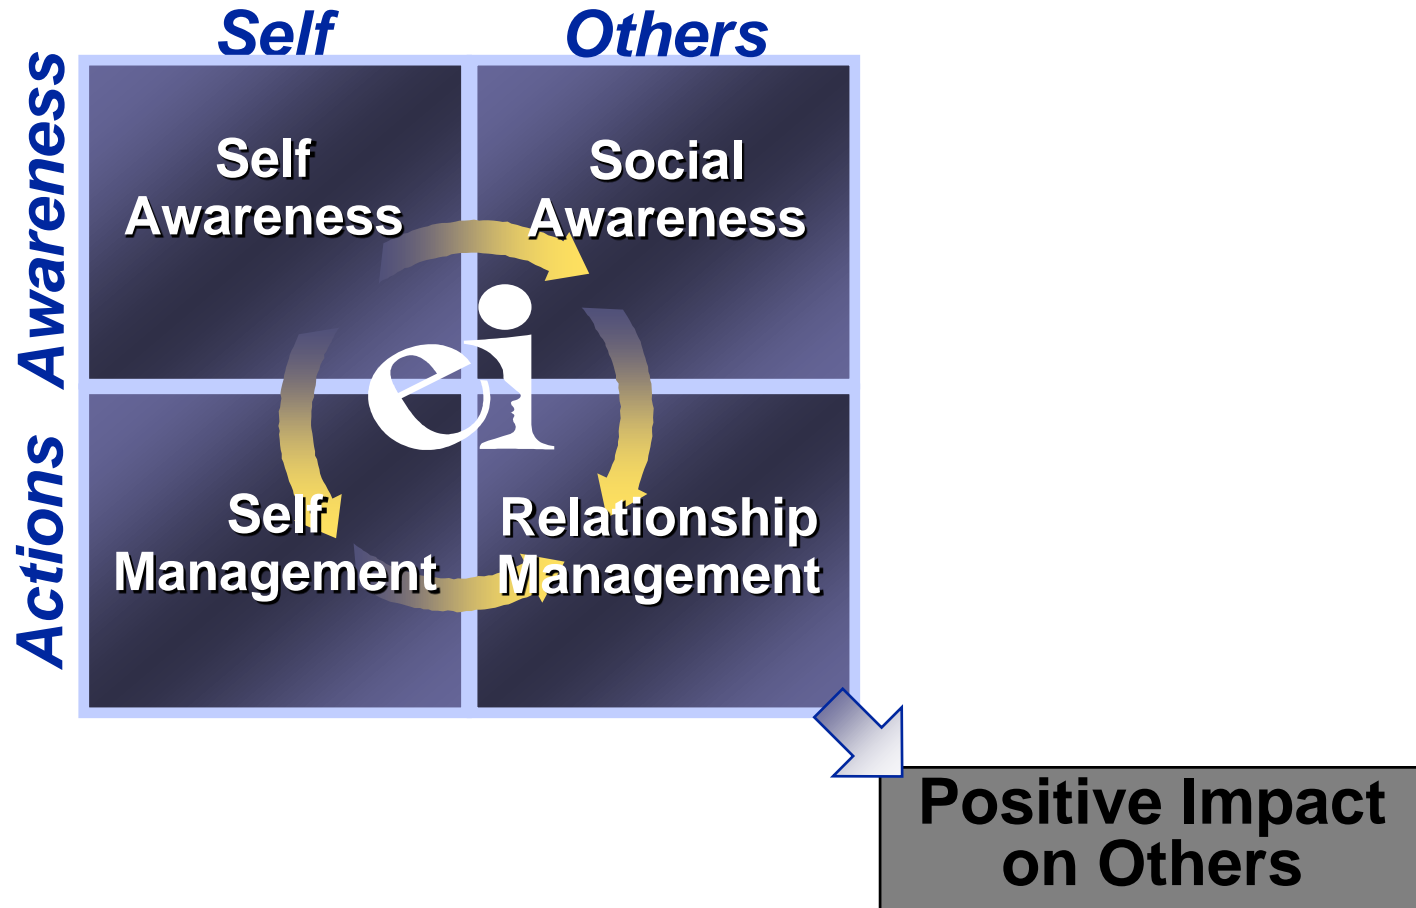 Self
Others
Awareness
Self
Awareness
Social
Awareness
ei
Actions
Self
Management
Relationship
Management
Positive Impact
on Others